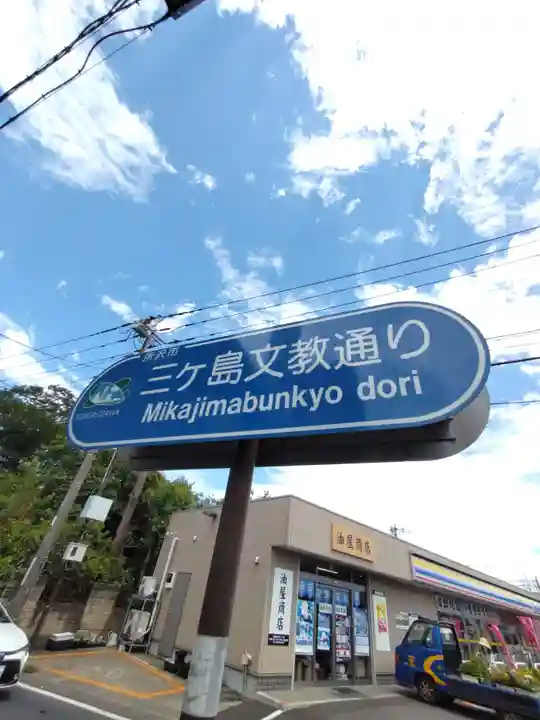 所沢市
三ケ島文教通り
Mikajimabunkyo dori
TOKOROZAWA
油屋商店
油屋商店